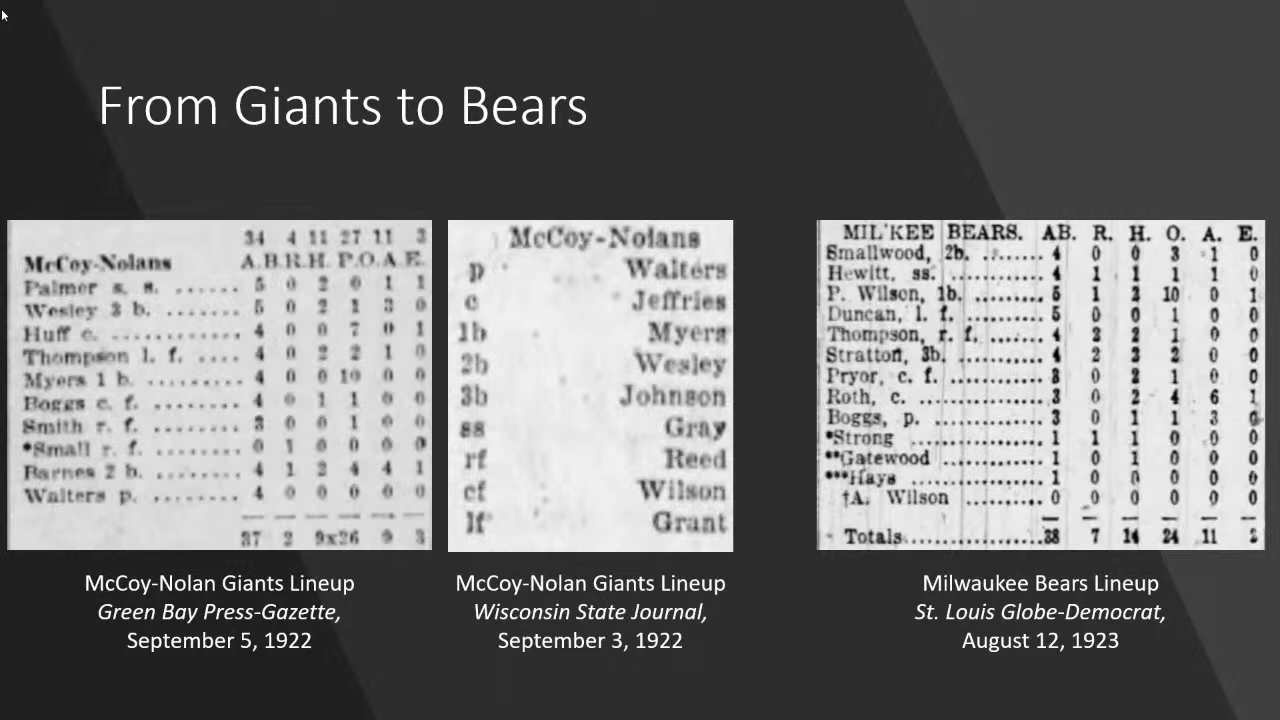 From Giants to Bears
34 4 11 27 11 3
McCoy-Nolans A.B.R.H. P.O.A.E.
Palmer s. s. ....... 5 0 2 0 1 1
Wesley 3 b. ........ 5 0 2 1 3 0
Huff c. ............ 4 0 0 7 0 1
Thompson l. f. .... 4 0 2 2 1 0
Myers 1 b. ......... 4 0 0 10 0 0
Boggs c. f. ........ 4 0 1 1 0 0
Smith r. f. ........ 3 0 0 1 0 0
*Small r. f. ....... 0 1 0 0 0 0
Barnes 2 b. ........ 4 1 2 4 4 1
Walters p. ........ 4 0 0 0 0 0
37 2 9x26 9 3
McCoy-Nolans
p Walters
c Jeffries
1b Myers
2b Wesley
3b Johnson
ss Gray
rf Reed
cf Wilson
lf Grant
MIL'KEE BEARS. AB. R. H. O. A. E.
Smallwood, 2b. ....... 4 0 0 3 1 0
Hewitt, ss. ........... 4 1 1 1 1 0
P. Wilson, 1b. ......... 5 1 2 10 0 1
Duncan, l. f. .......... 5 0 0 1 0 0
Thompson, r. f. ....... 4 2 2 1 0 0
Stratton, 3b. .......... 4 2 3 2 0 0
Pryor, c. f. ............ 3 0 2 1 0 0
Roth, c. ............... 3 0 2 4 6 1
Boggs, p. ............. 3 0 1 1 3 0
*Strong ............... 1 1 1 0 0 0
**Gatewood ............ 1 0 1 0 0 0
***Hays ............... 1 0 0 0 0 0
†A. Wilson .......... 0 0 0 0 0 0
Totals................38 7 14 24 11 2
McCoy-Nolan Giants Lineup
Green Bay Press-Gazette,
September 5, 1922
McCoy-Nolan Giants Lineup
Wisconsin State Journal,
September 3, 1922
Milwaukee Bears Lineup
St. Louis Globe-Democrat,
August 12, 1923